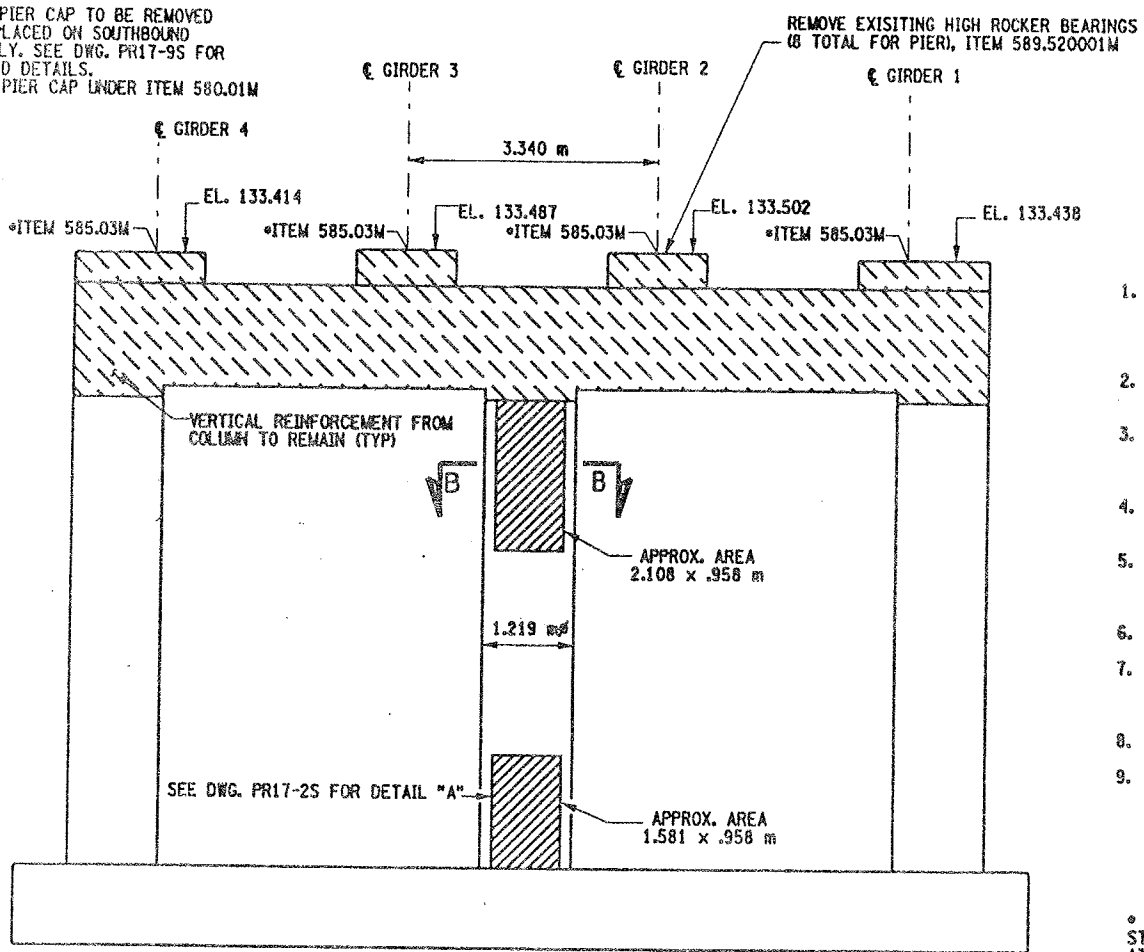 PIER CAP TO BE REMOVED
PLACED ON SOUTHBOUND
LY. SEE DWG. PR17-9S FOR
D DETAILS.
PIER CAP UNDER ITEM 580.01M
REMOVE EXISITING HIGH ROCKER BEARINGS
(8 TOTAL FOR PIER), ITEM 589.520001M
℄ GIRDER 4
℄ GIRDER 3
℄ GIRDER 2
℄ GIRDER 1
3.340 m
EL. 133.414
EL. 133.487
EL. 133.502
EL. 133.438
*ITEM 585.03M
*ITEM 585.03M
*ITEM 585.03M
*ITEM 585.03M
VERTICAL REINFORCEMENT FROM
COLUMN TO REMAIN (TYP)
B
B
APPROX. AREA
2.108 x .958 m
1.219 mø
SEE DWG. PR17-2S FOR DETAIL "A"
APPROX. AREA
1.581 x .958 m
1.
2.
3.
4.
5.
6.
7.
8.
9.
*